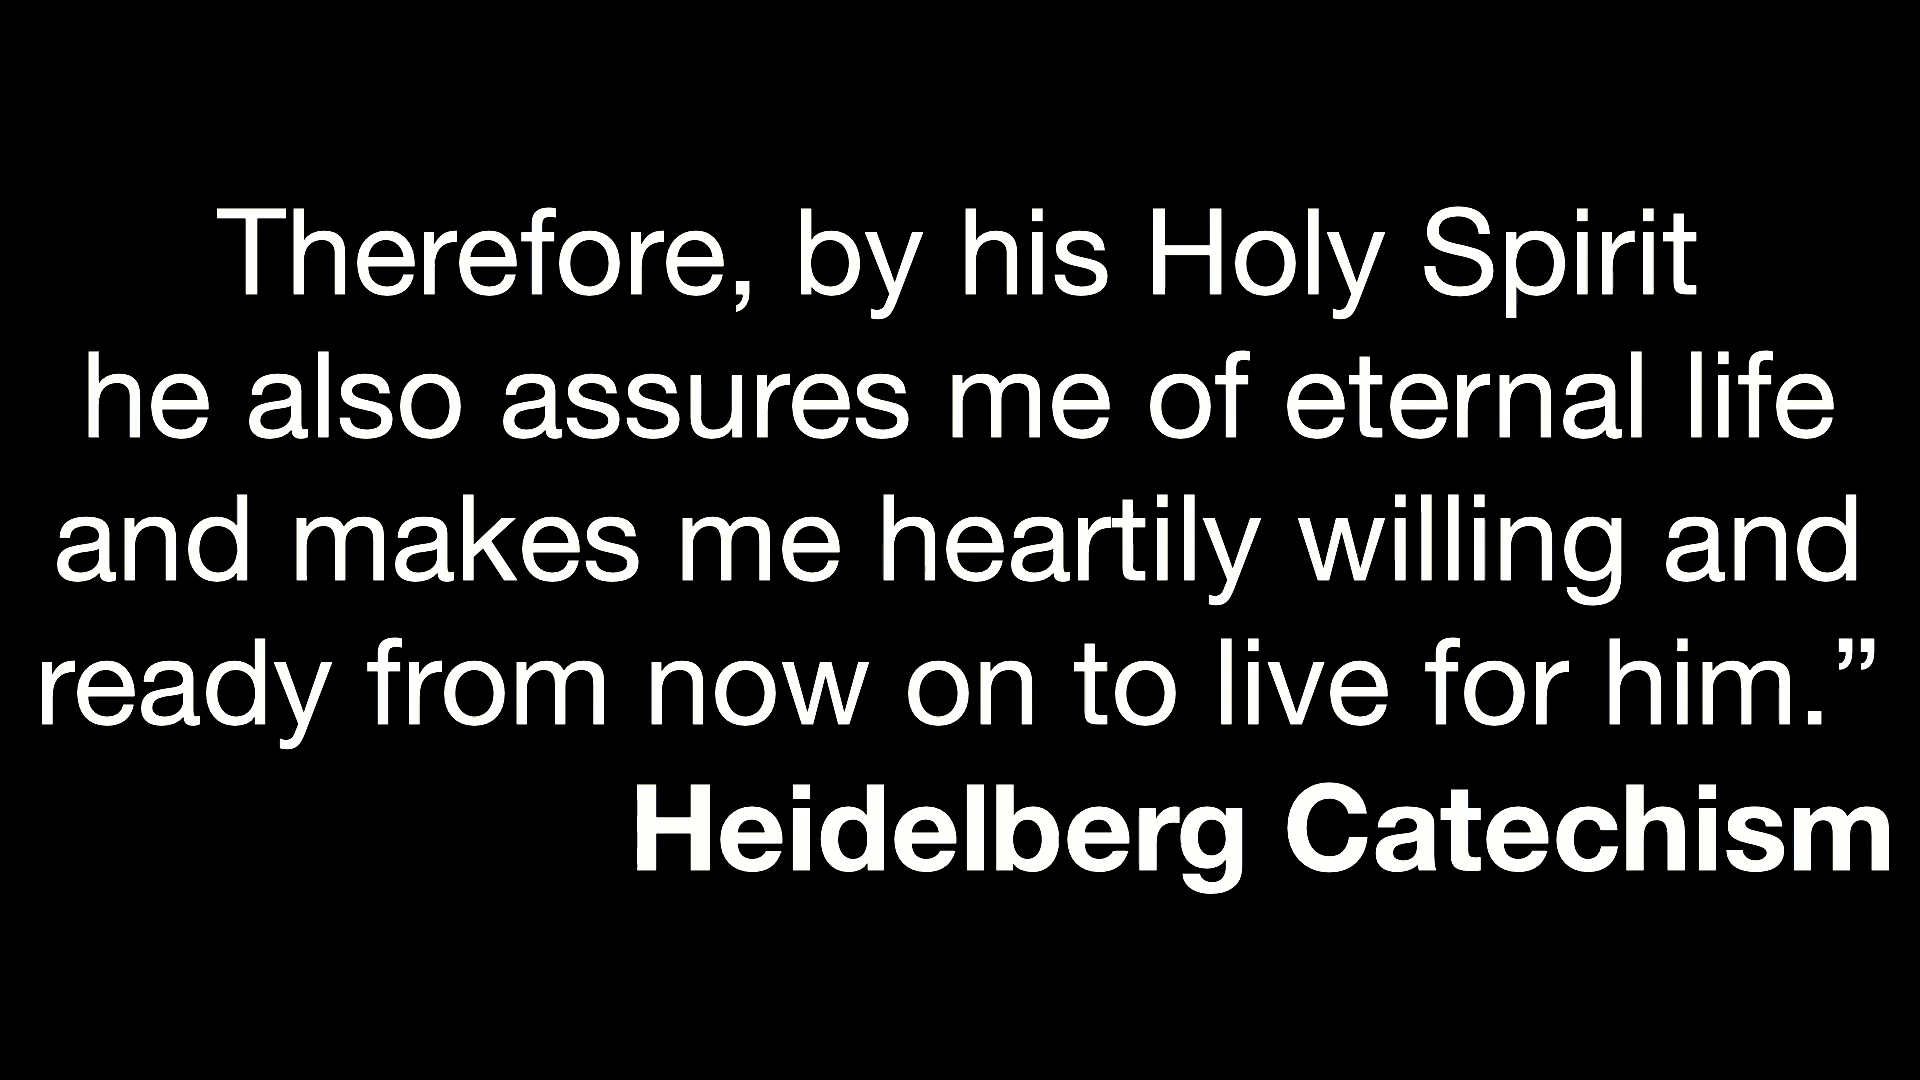 Therefore, by his Holy Spirit
he also assures me of eternal life
and makes me heartily willing and
ready from now on to live for him.”
Heidelberg Catechism